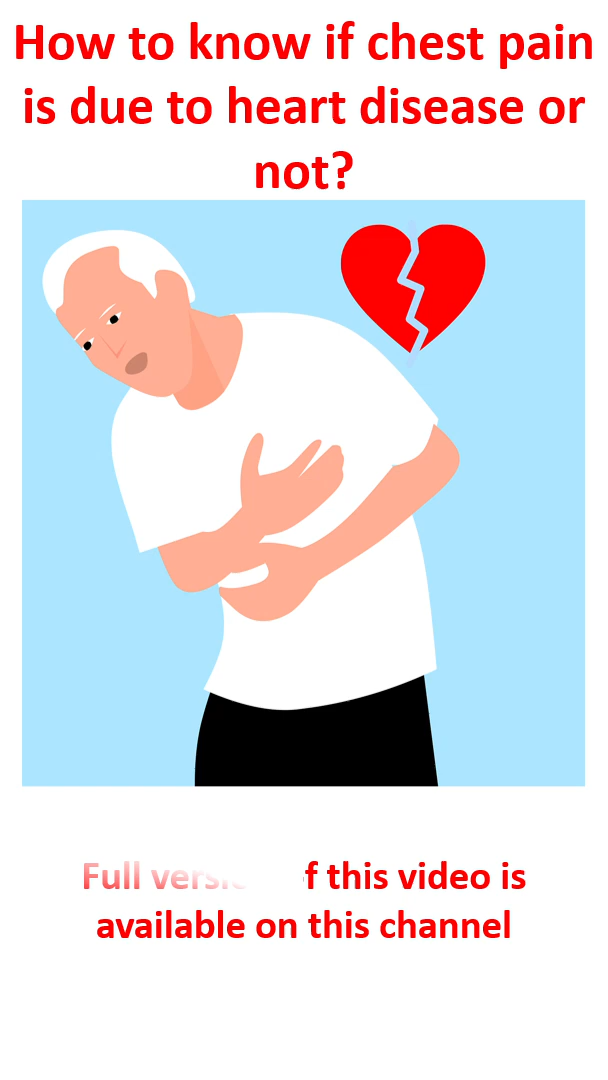 How to know if chest pain
is due to heart disease or
not?
Full f this video is
available on this channel